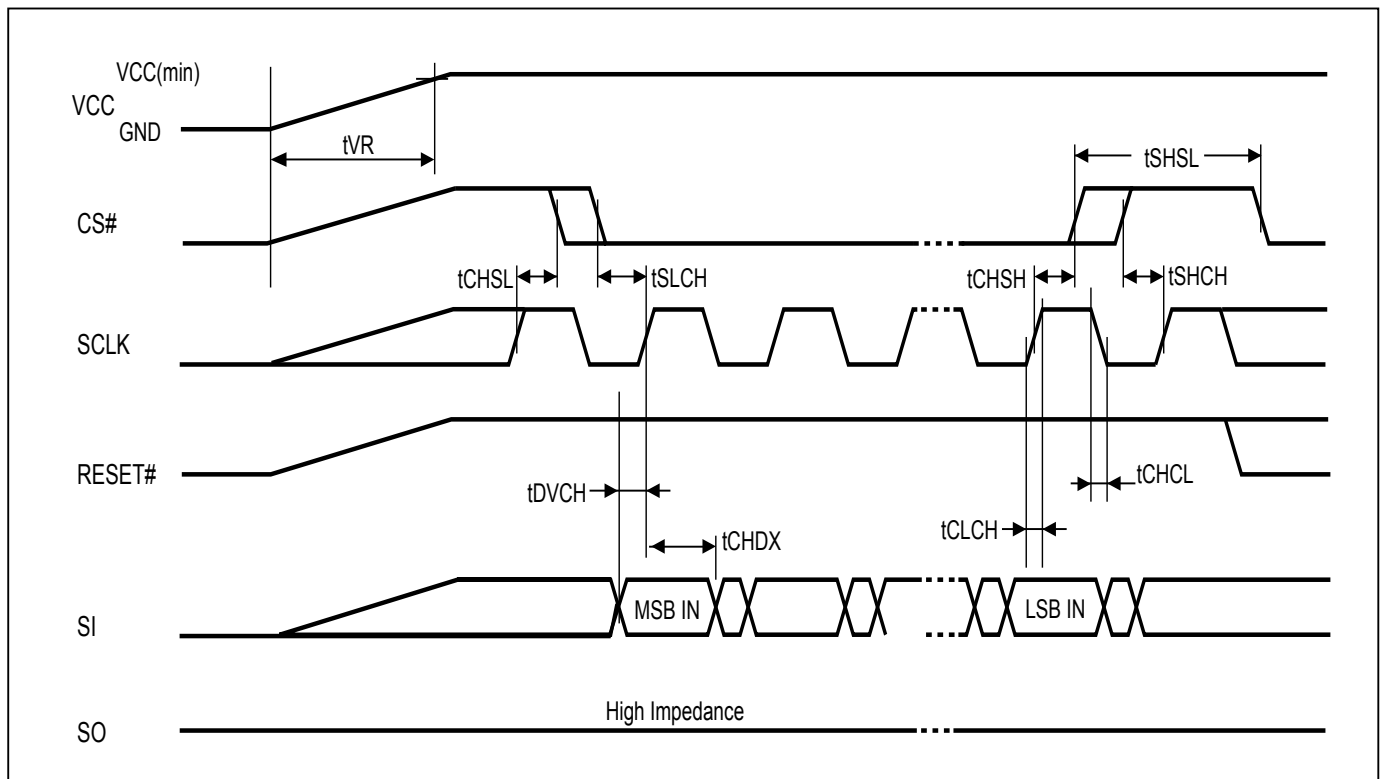 VCC(min)
VCC
GND
tVR
tSHSL
CS#
tCHSL
tSLCH
tCHSH
tSHCH
SCLK
RESET#
tDVCH
tCHCL
tCLCH
tCHDX
SI
MSB IN
LSB IN
High Impedance
SO